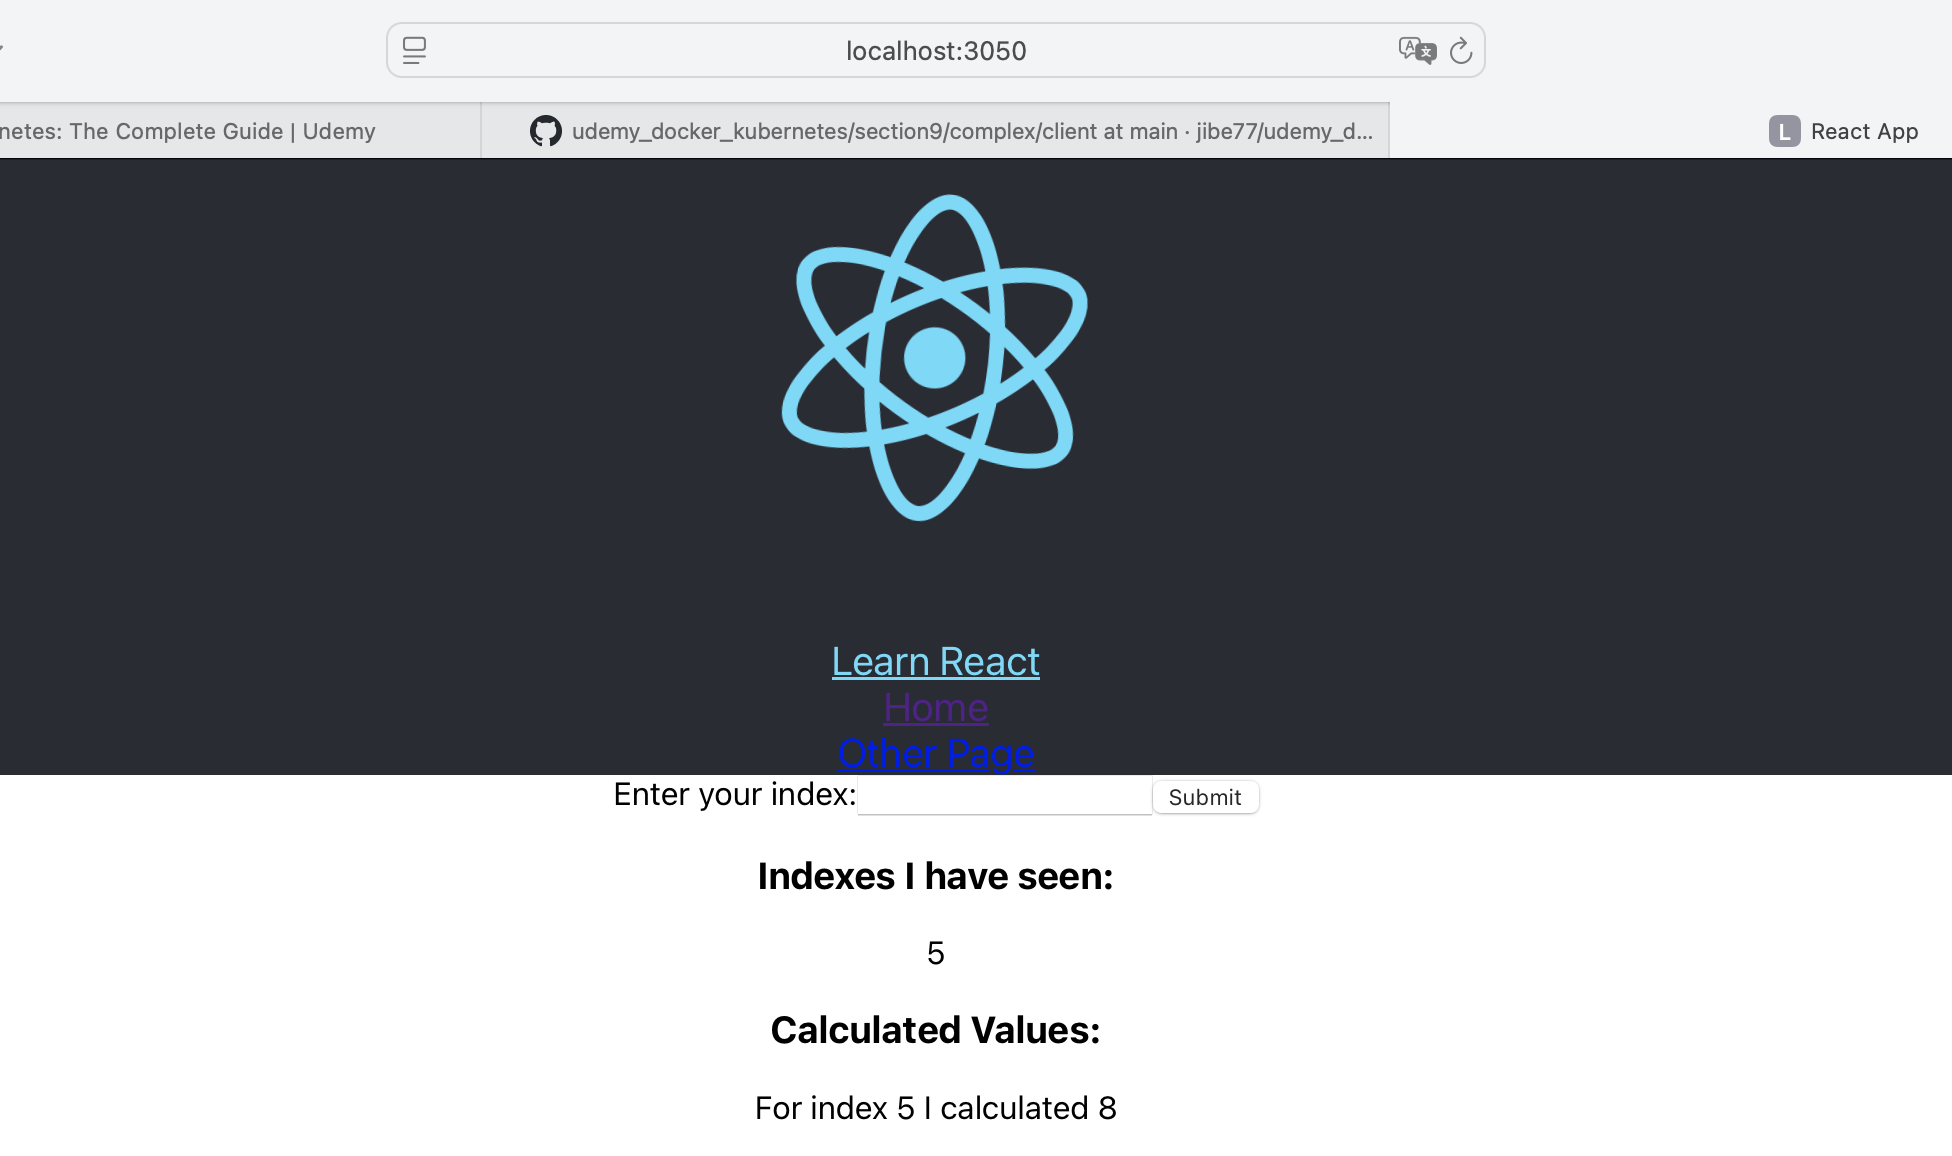 localhost:3050
netes: The Complete Guide | Udemy
udemy_docker_kubernetes/section9/complex/client at main · jibe77/udemy_d...
L React App
Learn React
Home
Other Page
Enter your index: Submit
Indexes I have seen:
5
Calculated Values:
For index 5 I calculated 8